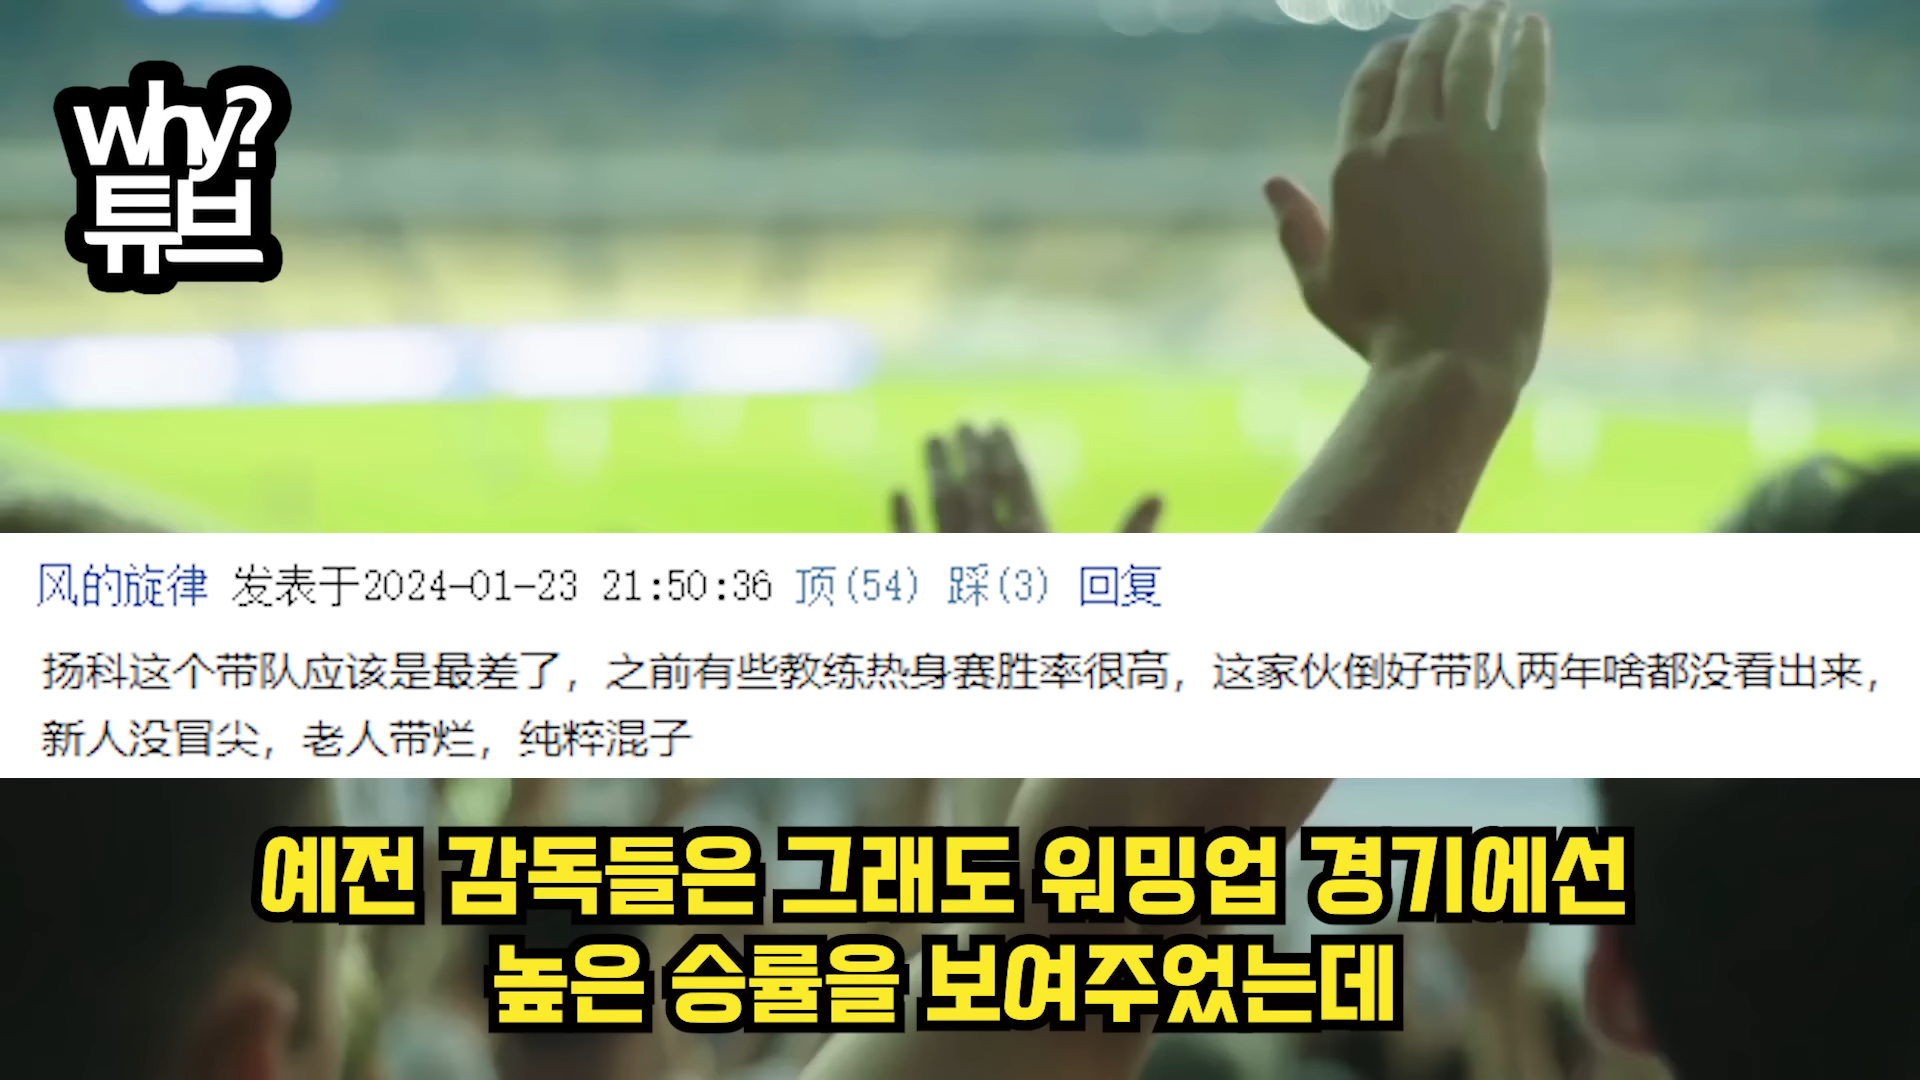 why?
튜브
风的旋律 发表于2024-01-23 21:50:36 顶(54) 踩(3) 回复
扬科这个带队应该是最差了，之前有些教练热身赛胜率很高，这家伙倒好带队两年啥都没看出来，
新人没冒尖，老人带烂，纯粹混子
예전 감독들은 그래도 워밍업 경기에선
높은 승률을 보여주었는데